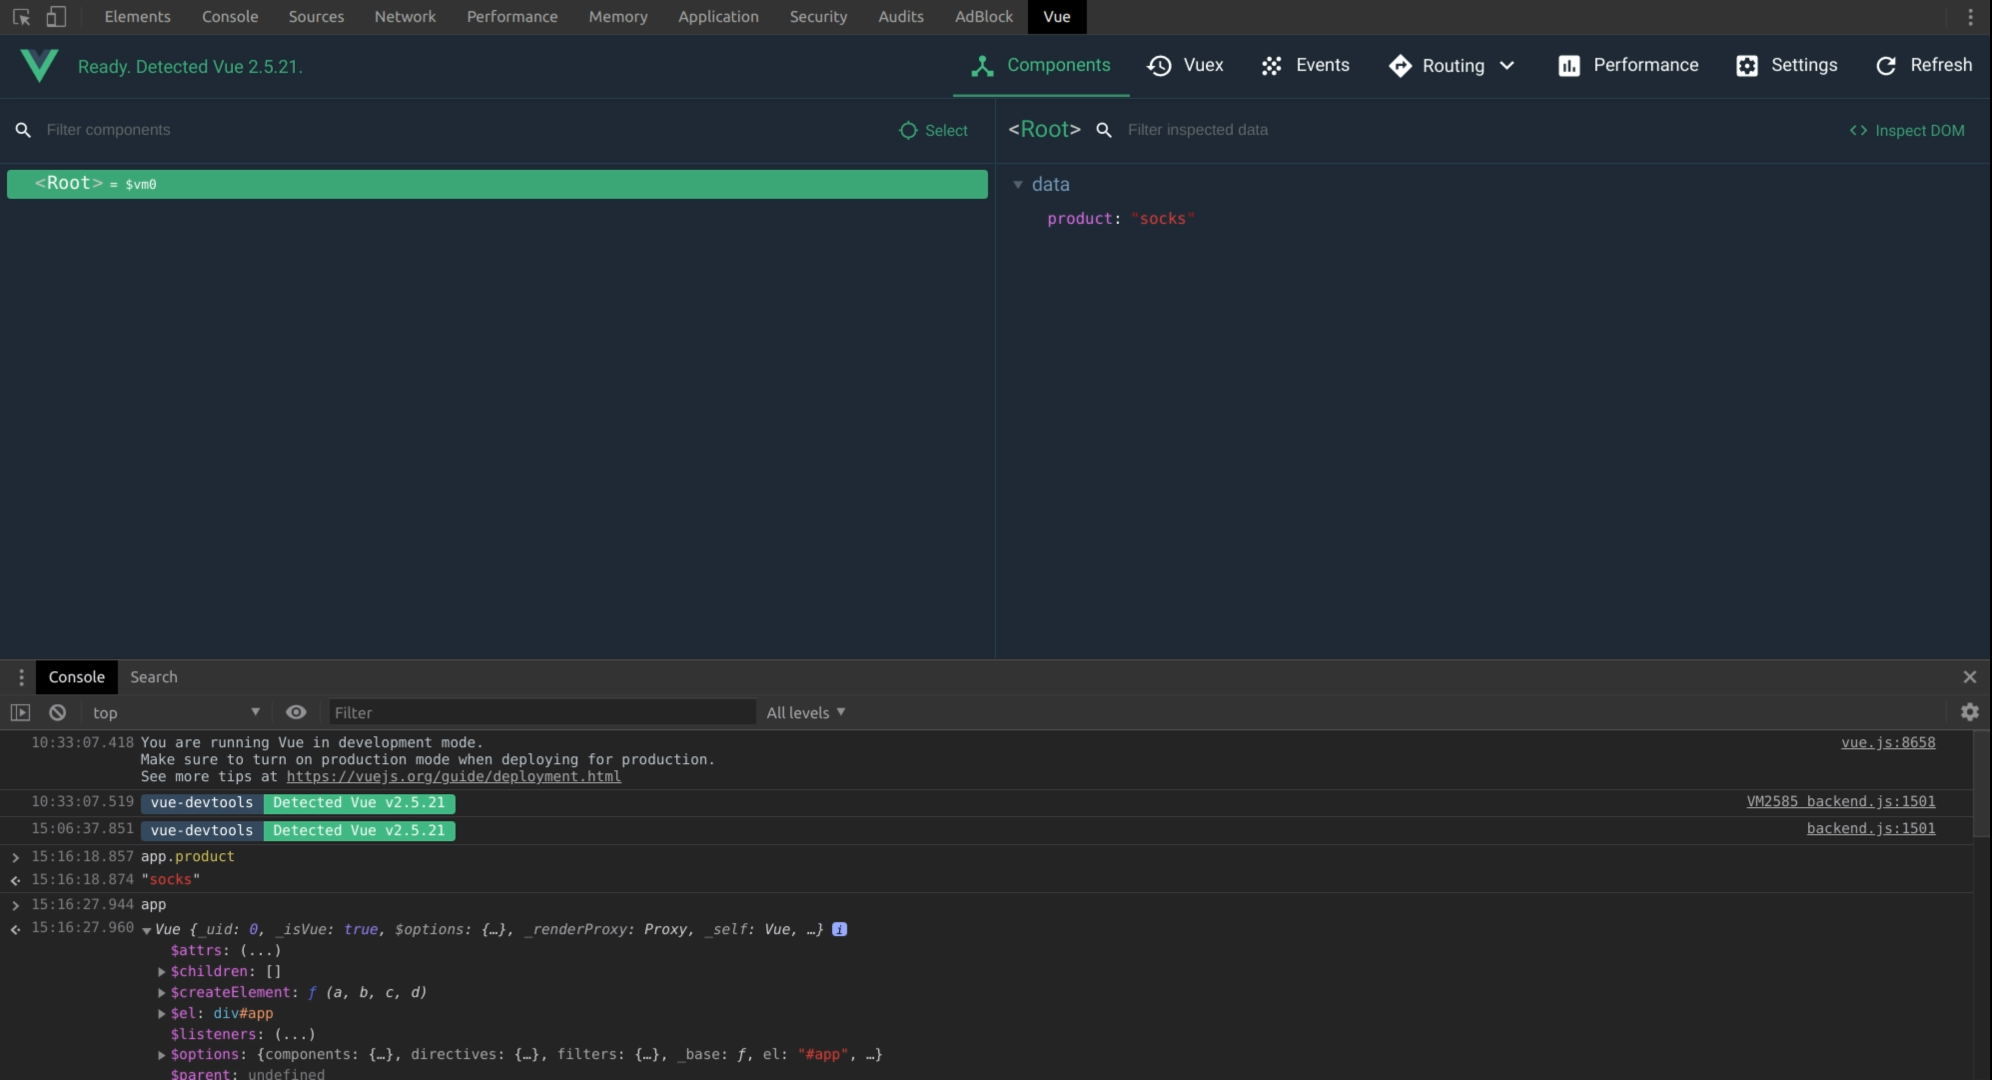 Elements Console Sources Network Performance Memory Application Security Audits AdBlock Vue
Ready. Detected Vue 2.5.21.
Components Vuex Events Routing Performance Settings Refresh
Filter components Select
<Root> Filter inspected data <> Inspect DOM
<Root> = $vm0
data
product: "socks"
Console Search
top Filter All levels
10:33:07.418 You are running Vue in development mode. vue.js:8658
Make sure to turn on production mode when deploying for production.
See more tips at https://vuejs.org/guide/deployment.html
10:33:07.519 vue-devtools Detected Vue v2.5.21 VM2585 backend.js:1501
15:06:37.851 vue-devtools Detected Vue v2.5.21 backend.js:1501
15:16:18.857 app.product
15:16:18.874 "socks"
15:16:27.944 app
15:16:27.960 Vue {_uid: 0, _isVue: true, $options: {…}, _renderProxy: Proxy, _self: Vue, …} i
$attrs: (...)
$children: []
$createElement: ƒ (a, b, c, d)
$el: div#app
$listeners: (...)
$options: {components: {…}, directives: {…}, filters: {…}, _base: ƒ, el: "#app", …}
$parent: undefined